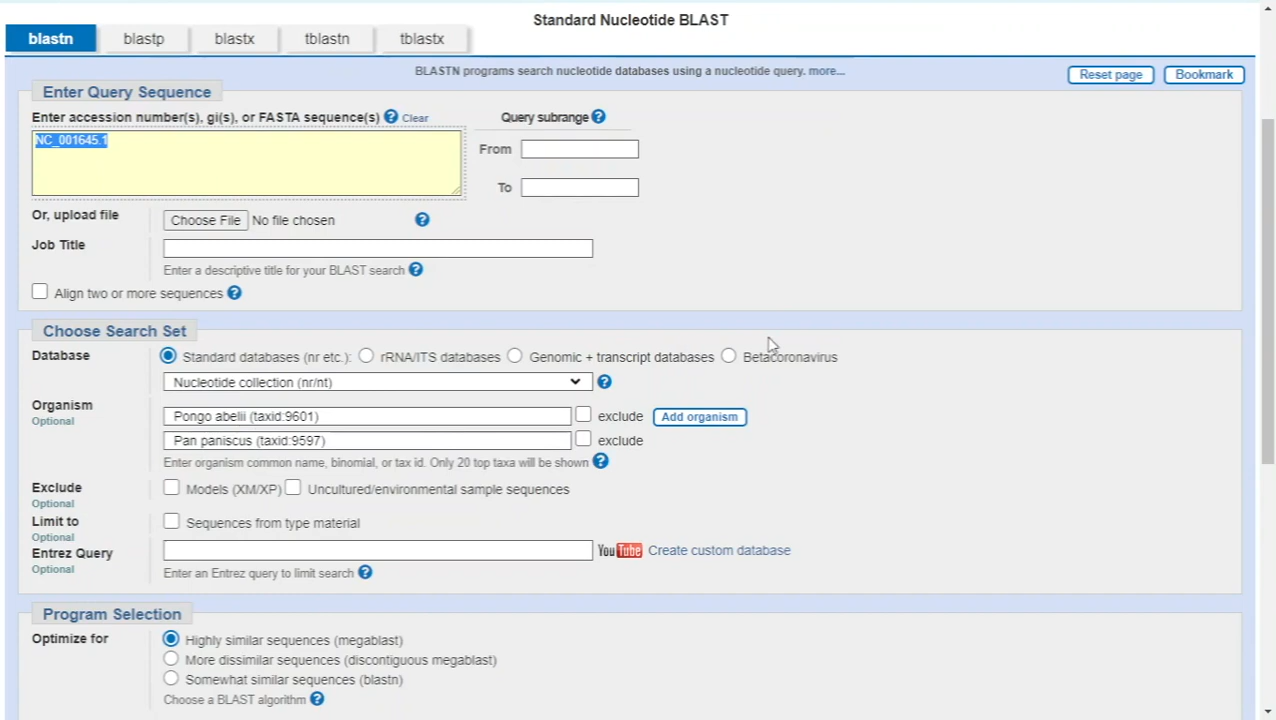 Standard Nucleotide BLAST
blastn blastp blastx tblastn tblastx
BLASTN programs search nucleotide databases using a nucleotide query. more...
Reset page Bookmark
Enter Query Sequence
Enter accession number(s), gi(s), or FASTA sequence(s) ? Clear Query subrange ?
NC_001645.1
From
To
Or, upload file Choose File No file chosen ?
Job Title
Enter a descriptive title for your BLAST search ?
Align two or more sequences ?
Choose Search Set
Database Standard databases (nr etc.): rRNA/ITS databases Genomic + transcript databases Betacoronavirus
Nucleotide collection (nr/nt) ?
Organism
Optional
Pongo abelii (taxid:9601) exclude Add organism
Pan paniscus (taxid:9597) exclude
Enter organism common name, binomial, or tax id. Only 20 top taxa will be shown ?
Exclude
Optional
Models (XM/XP) Uncultured/environmental sample sequences
Limit to
Optional
Sequences from type material
Entrez Query
Optional
YouTube Create custom database
Enter an Entrez query to limit search ?
Program Selection
Optimize for Highly similar sequences (megablast)
More dissimilar sequences (discontiguous megablast)
Somewhat similar sequences (blastn)
Choose a BLAST algorithm ?